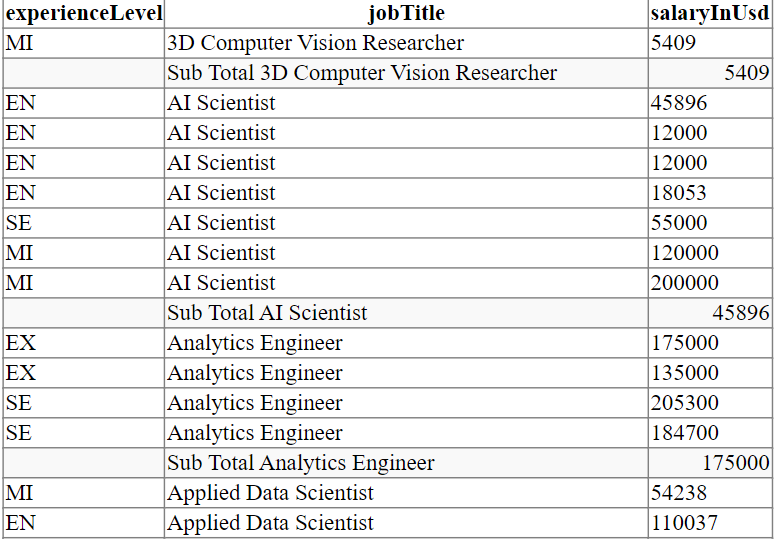 experienceLevel jobTitle salaryInUsd
MI 3D Computer Vision Researcher 5409
Sub Total 3D Computer Vision Researcher 5409
EN AI Scientist 45896
EN AI Scientist 12000
EN AI Scientist 12000
EN AI Scientist 18053
SE AI Scientist 55000
MI AI Scientist 120000
MI AI Scientist 200000
Sub Total AI Scientist 45896
EX Analytics Engineer 175000
EX Analytics Engineer 135000
SE Analytics Engineer 205300
SE Analytics Engineer 184700
Sub Total Analytics Engineer 175000
MI Applied Data Scientist 54238
EN Applied Data Scientist 110037